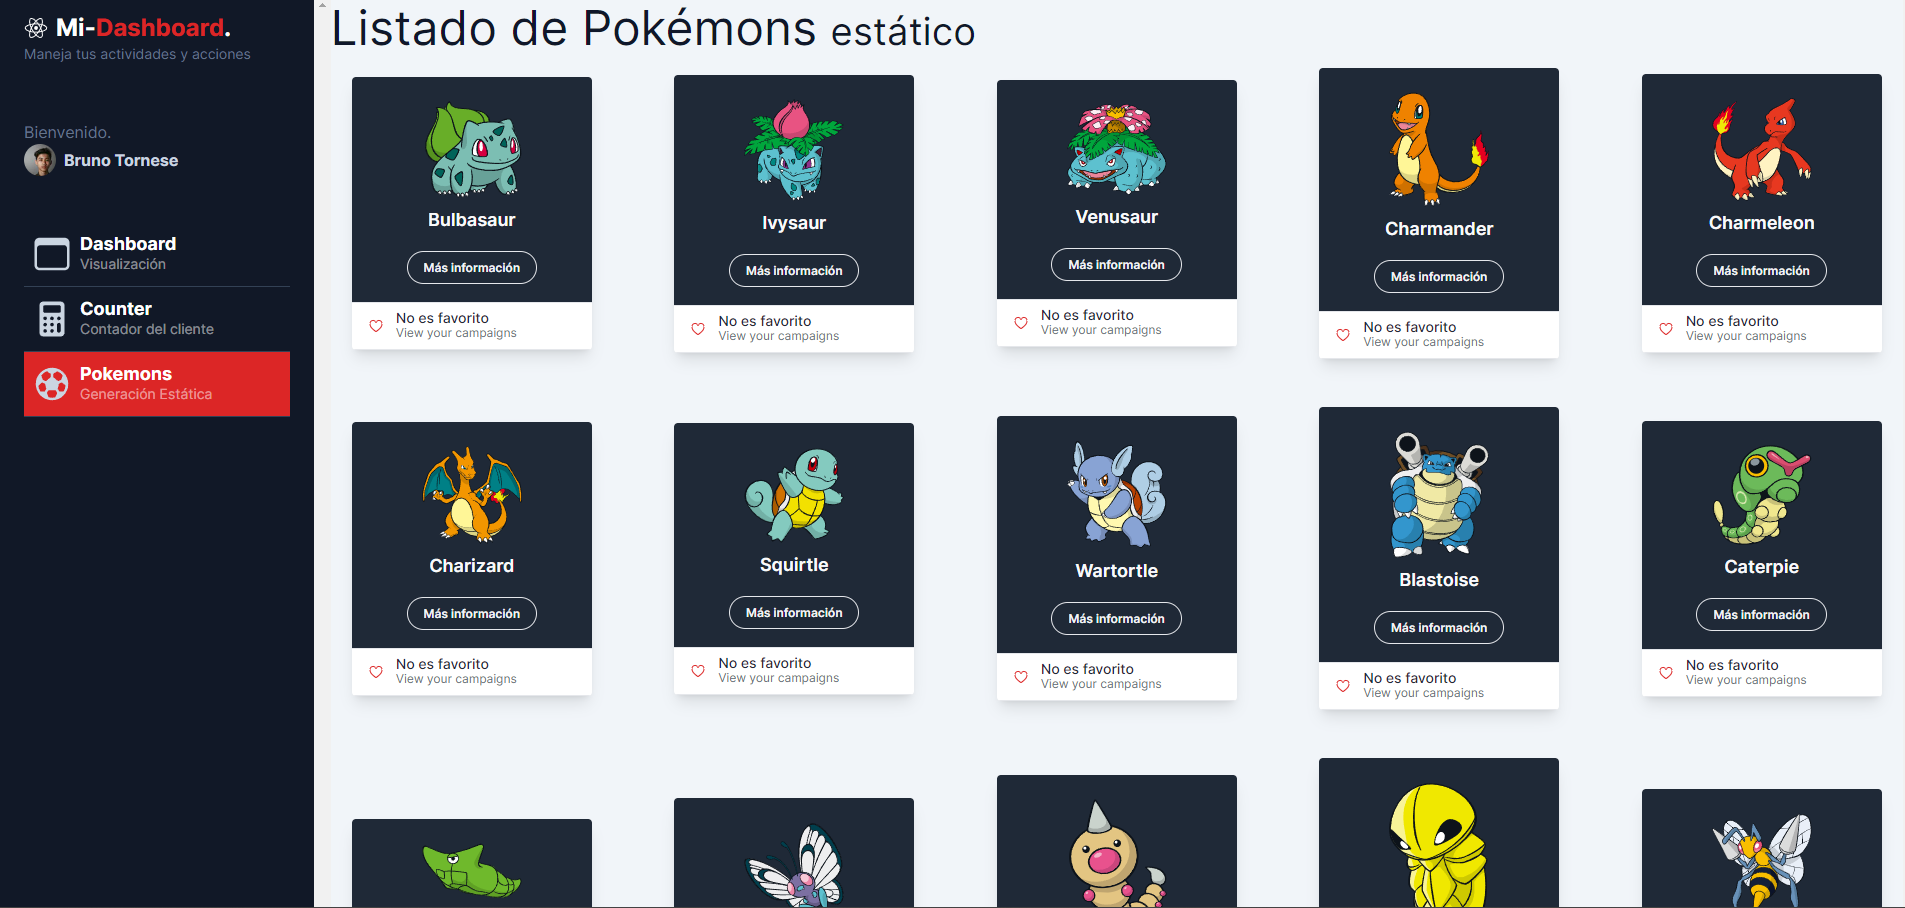 Mi-Dashboard.
Maneja tus actividades y acciones
Bienvenido.
Bruno Tornese
Dashboard
Visualización
Counter
Contador del cliente
Pokemons
Generación Estática
Listado de Pokémons estático
Bulbasaur
Más información
No es favorito
View your campaigns
Ivysaur
Más información
No es favorito
View your campaigns
Venusaur
Más información
No es favorito
View your campaigns
Charmander
Más información
No es favorito
View your campaigns
Charmeleon
Más información
No es favorito
View your campaigns
Charizard
Más información
No es favorito
View your campaigns
Squirtle
Más información
No es favorito
View your campaigns
Wartortle
Más información
No es favorito
View your campaigns
Blastoise
Más información
No es favorito
View your campaigns
Caterpie
Más información
No es favorito
View your campaigns